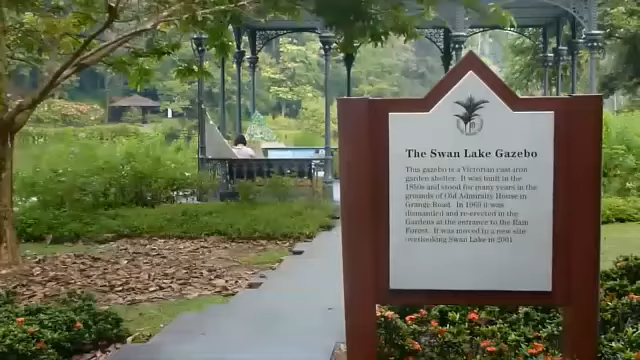 The Swan Lake Gazebo
This gazebo is a Victorian cast-iron
garden shelter. It was built in the
1850s and stood for many years in the
grounds of Old Admiralty House in
Grange Road. In 1969 it was
dismantled and re-erected in the
Gardens at the entrance to the Rain
Forest. It was moved to a new site
overlooking Swan Lake in 2001